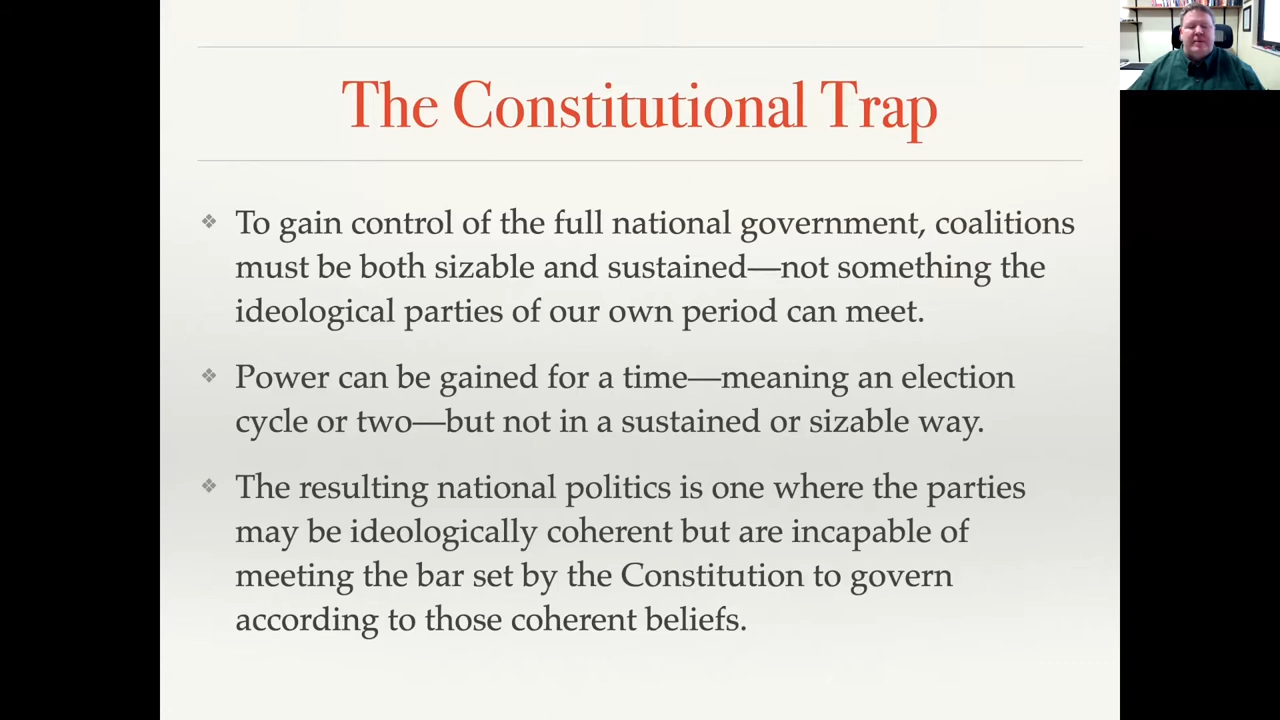 The Constitutional Trap
❖ To gain control of the full national government, coalitions
must be both sizable and sustained—not something the
ideological parties of our own period can meet.
❖ Power can be gained for a time—meaning an election
cycle or two—but not in a sustained or sizable way.
❖ The resulting national politics is one where the parties
may be ideologically coherent but are incapable of
meeting the bar set by the Constitution to govern
according to those coherent beliefs.